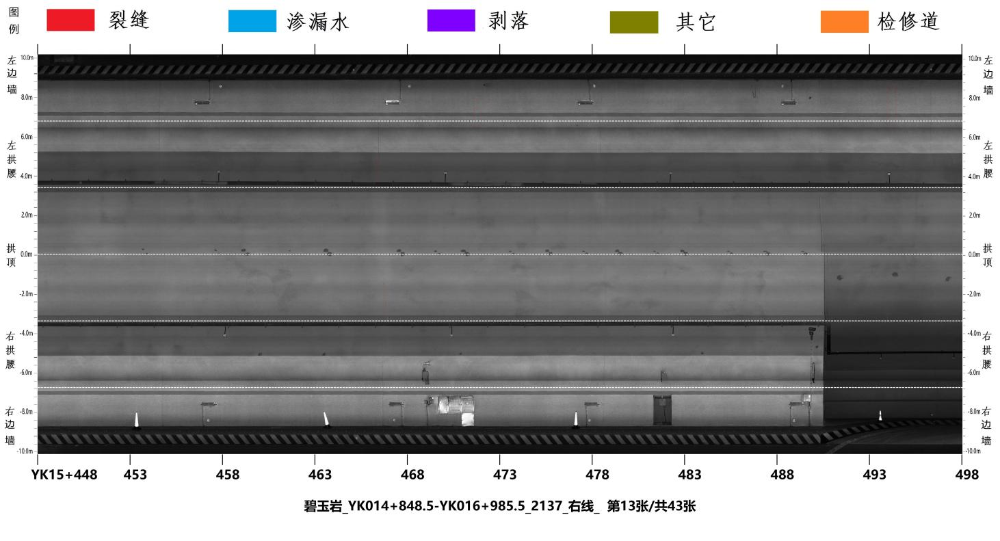 图例 裂缝 渗漏水 剥落 其它 检修道
左边墙 10.0m 10.0m 左边墙
8.0m 8.0m
6.0m 6.0m
左拱腰 左拱腰
4.0m 4.0m
2.0m 2.0m
拱顶 0.0m 0.0m 拱顶
-2.0m -2.0m
-4.0m -4.0m
右拱腰 右拱腰
-6.0m -6.0m
右边墙 -8.0m -8.0m 右边墙
-10.0m -10.0m
YK15+448 453 458 463 468 473 478 483 488 493 498
碧玉岩_YK014+848.5-YK016+985.5_2137_右线_ 第13张/共43张